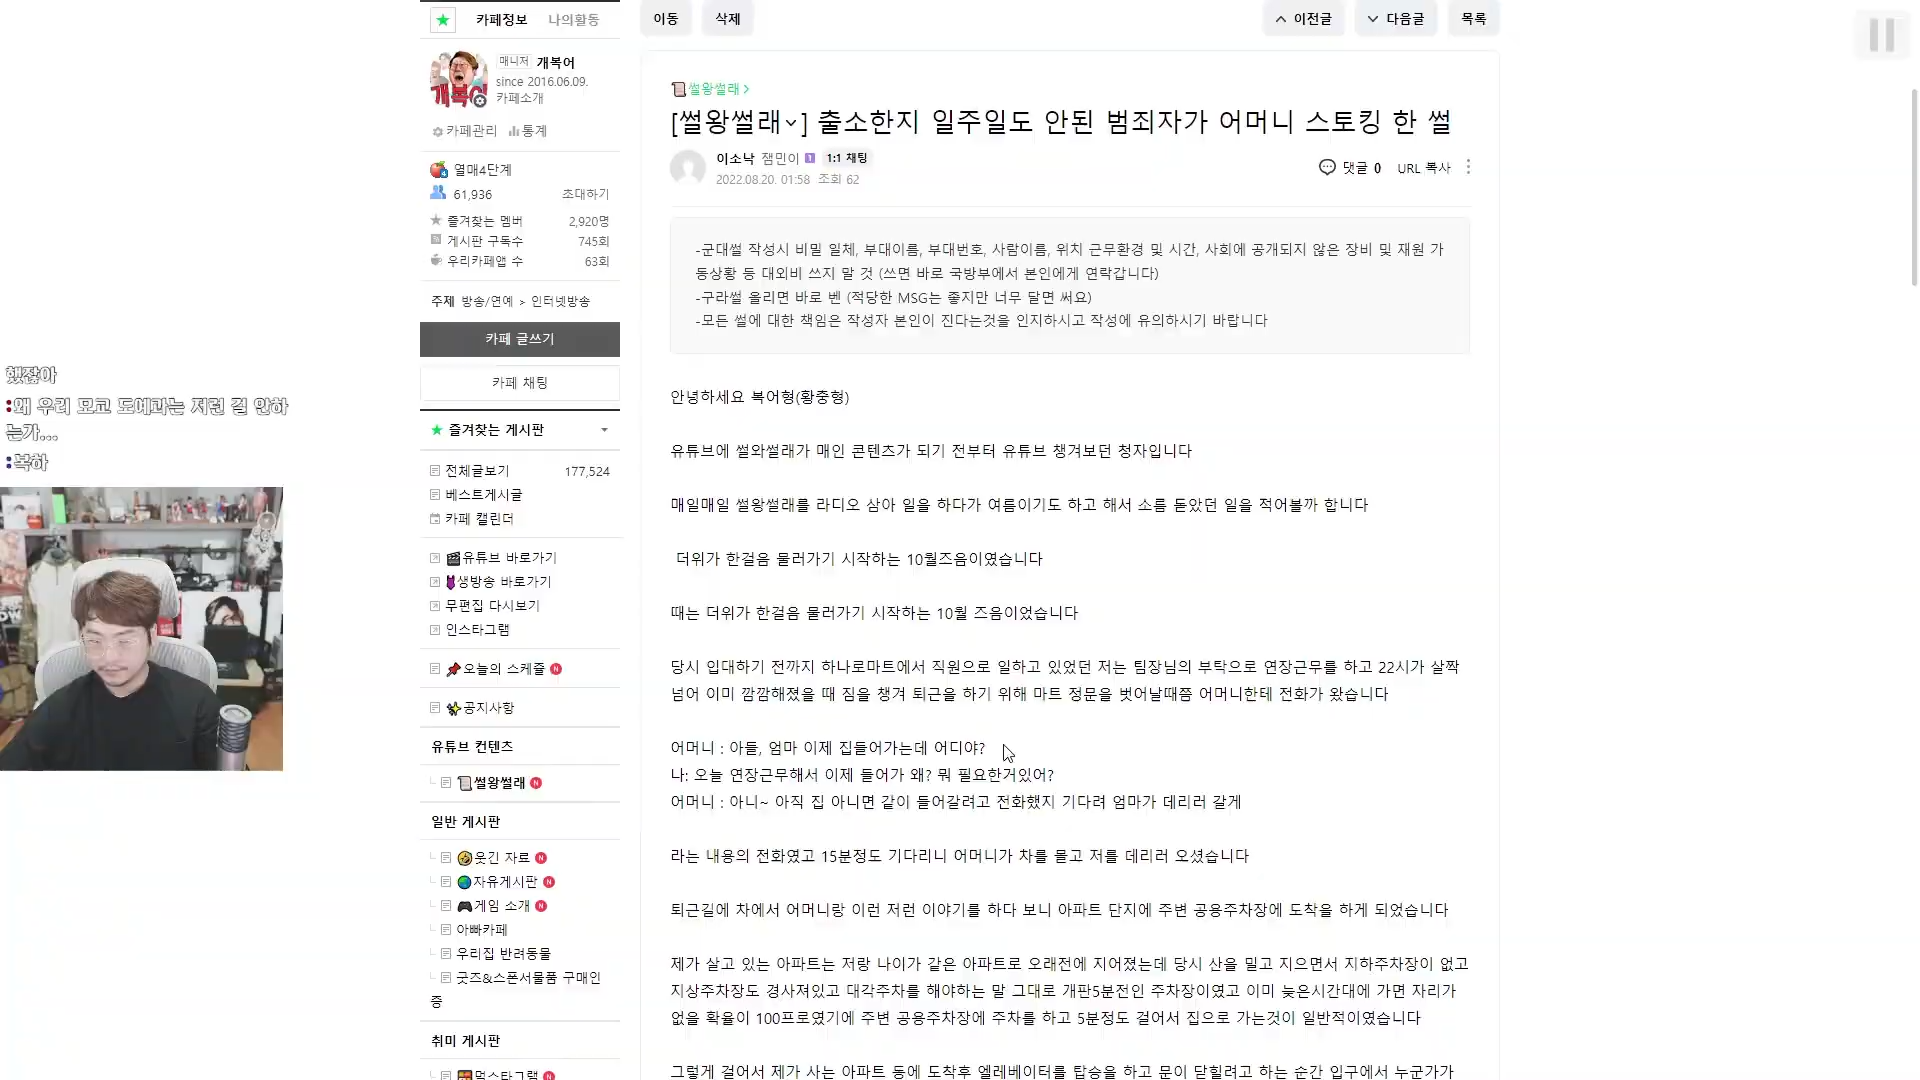 카페정보 나의활동
매니저 개복어
since 2016.06.09.
카페소개
개복어
카페관리 통계
열매4단계
61,936 초대하기
즐겨찾는 멤버 2,920명
게시판 구독수 745회
우리카페앱 수 63회
주제 방송/연예 > 인터넷방송
카페 글쓰기
카페 채팅
즐겨찾는 게시판
전체글보기 177,524
베스트게시글
카페 캘린더
유튜브 바로가기
생방송 바로가기
무편집 다시보기
인스타그램
오늘의 스케줄 N
공지사항
유튜브 컨텐츠
썰왕썰래 N
일반 게시판
웃긴 자료 N
자유게시판 N
게임 소개 N
아빠카페
우리집 반려동물
굿즈&스폰서물품 구매인
증
취미 게시판
먹스타그램 N
했잖아
:왜 우리 모교 도예과는 저런 걸 안하
는가...
:복하
이동 삭제 이전글 다음글 목록
썰왕썰래 >
[썰왕썰래~] 출소한지 일주일도 안된 범죄자가 어머니 스토킹 한 썰
이소낙 잼민이 1 1:1 채팅
2022.08.20. 01:58 조회 62
댓글 0 URL 복사
-군대썰 작성시 비밀 일체, 부대이름, 부대번호, 사람이름, 위치 근무환경 및 시간, 사회에 공개되지 않은 장비 및 재원 가
동상황 등 대외비 쓰지 말 것 (쓰면 바로 국방부에서 본인에게 연락갑니다)
-구라썰 올리면 바로 벤 (적당한 MSG는 좋지만 너무 달면 써요)
-모든 썰에 대한 책임은 작성자 본인이 진다는것을 인지하시고 작성에 유의하시기 바랍니다
안녕하세요 복어형(황중형)
유튜브에 썰와썰래가 매인 콘텐츠가 되기 전부터 유튜브 챙겨보던 청자입니다
매일매일 썰왕썰래를 라디오 삼아 일을 하다가 여름이기도 하고 해서 소름 돋았던 일을 적어볼까 합니다
더위가 한걸음 물러가기 시작하는 10월즈음이였습니다
때는 더위가 한걸음 물러가기 시작하는 10월 즈음이었습니다
당시 입대하기 전까지 하나로마트에서 직원으로 일하고 있었던 저는 팀장님의 부탁으로 연장근무를 하고 22시가 살짝
넘어 이미 깜깜해졌을 때 짐을 챙겨 퇴근을 하기 위해 마트 정문을 벗어날때쯤 어머니한테 전화가 왔습니다
어머니 : 아들, 엄마 이제 집들어가는데 어디야?
나: 오늘 연장근무해서 이제 들어가 왜? 뭐 필요한거있어?
어머니 : 아니~ 아직 집 아니면 같이 들어갈려고 전화했지 기다려 엄마가 데리러 갈게
라는 내용의 전화였고 15분정도 기다리니 어머니가 차를 몰고 저를 데리러 오셨습니다
퇴근길에 차에서 어머니랑 이런 저런 이야기를 하다 보니 아파트 단지에 주변 공용주차장에 도착을 하게 되었습니다
제가 살고 있는 아파트는 저랑 나이가 같은 아파트로 오래전에 지어졌는데 당시 산을 밀고 지으면서 지하주차장이 없고
지상주차장도 경사져있고 대각주차를 해야하는 말 그대로 개판5분전인 주차장이였고 이미 늦은시간대에 가면 자리가
없을 확율이 100프로였기에 주변 공용주차장에 주차를 하고 5분정도 걸어서 집으로 가는것이 일반적이였습니다
그렇게 걸어서 제가 사는 아파트 동에 도착후 엘레베이터를 탑승을 하고 문이 닫힐려고 하는 순간 입구에서 누군가가